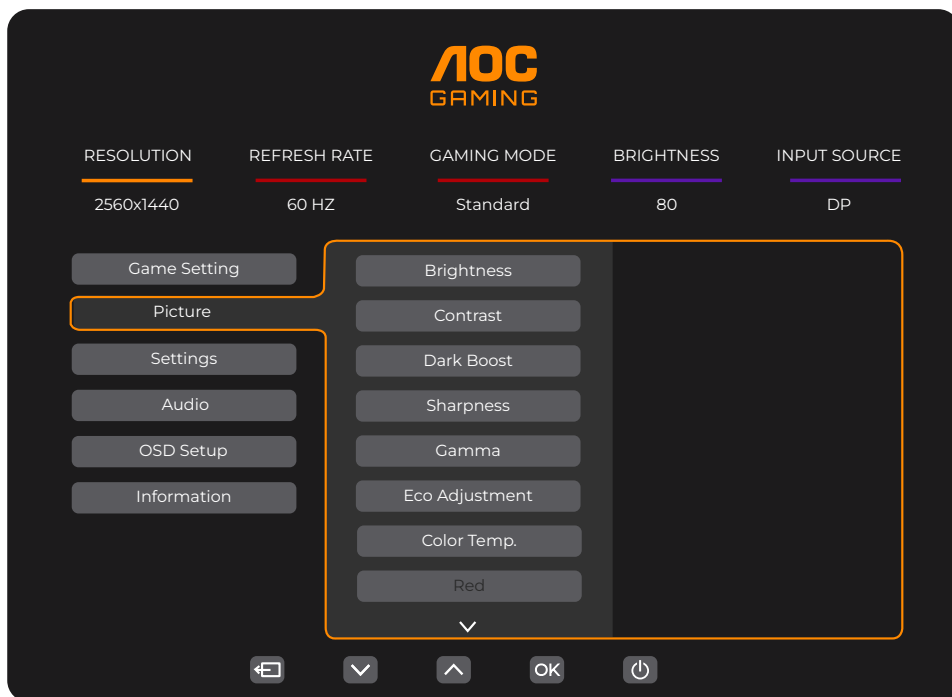 AOC
GAMING
RESOLUTION REFRESH RATE GAMING MODE BRIGHTNESS INPUT SOURCE
2560x1440 60 HZ Standard 80 DP
Game Setting
Picture
Settings
Audio
OSD Setup
Information
Brightness
Contrast
Dark Boost
Sharpness
Gamma
Eco Adjustment
Color Temp.
Red
OK